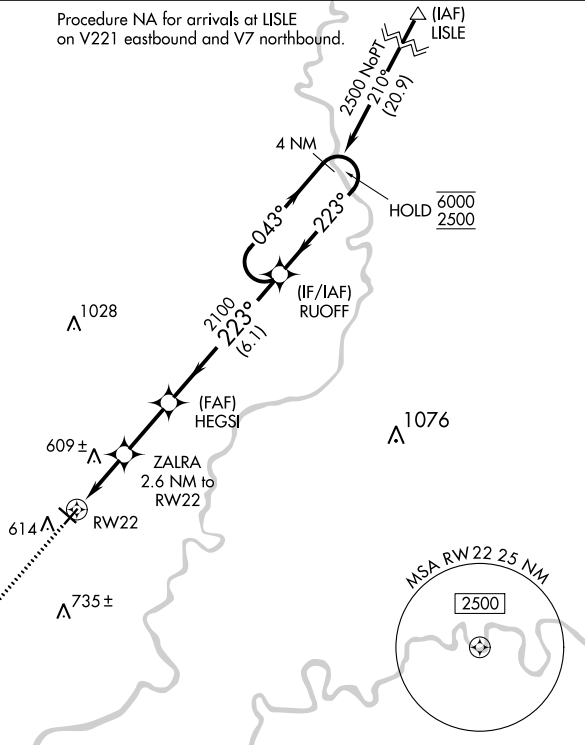 Procedure NA for arrivals at LISLE
on V221 eastbound and V7 northbound.
(IAF)
LISLE
2500 NoPT
210°
(20.9)
4 NM
HOLD 6000
2500
043°
223°
(IF/IAF)
RUOFF
2100
223°
(6.1)
1028
(FAF)
HEGSI
1076
609±
ZALRA
2.6 NM to
RW22
RW22
614
735±
MSA RW22 25 NM
2500